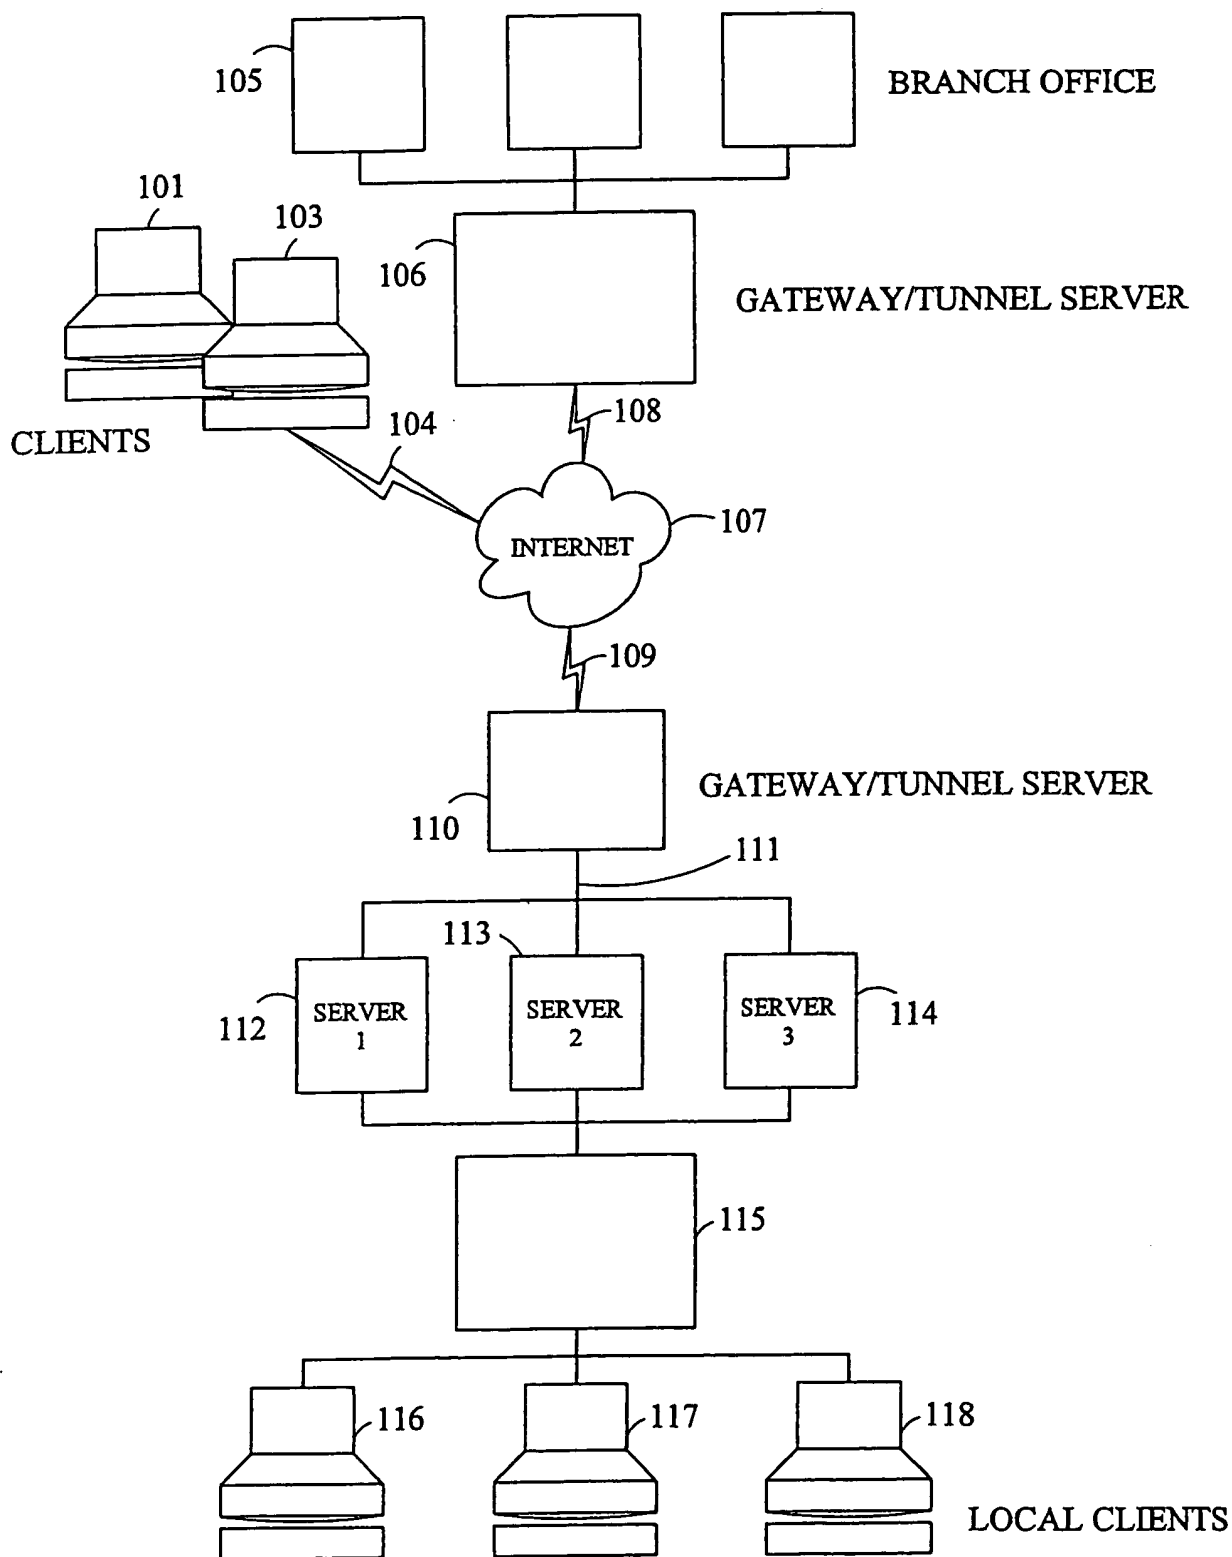 105
BRANCH OFFICE
101
103
106
GATEWAY/TUNNEL SERVER
108
104
CLIENTS
107
INTERNET
109
GATEWAY/TUNNEL SERVER
110
111
113
112
SERVER
1
SERVER
2
SERVER
3
114
115
116
117
118
LOCAL CLIENTS